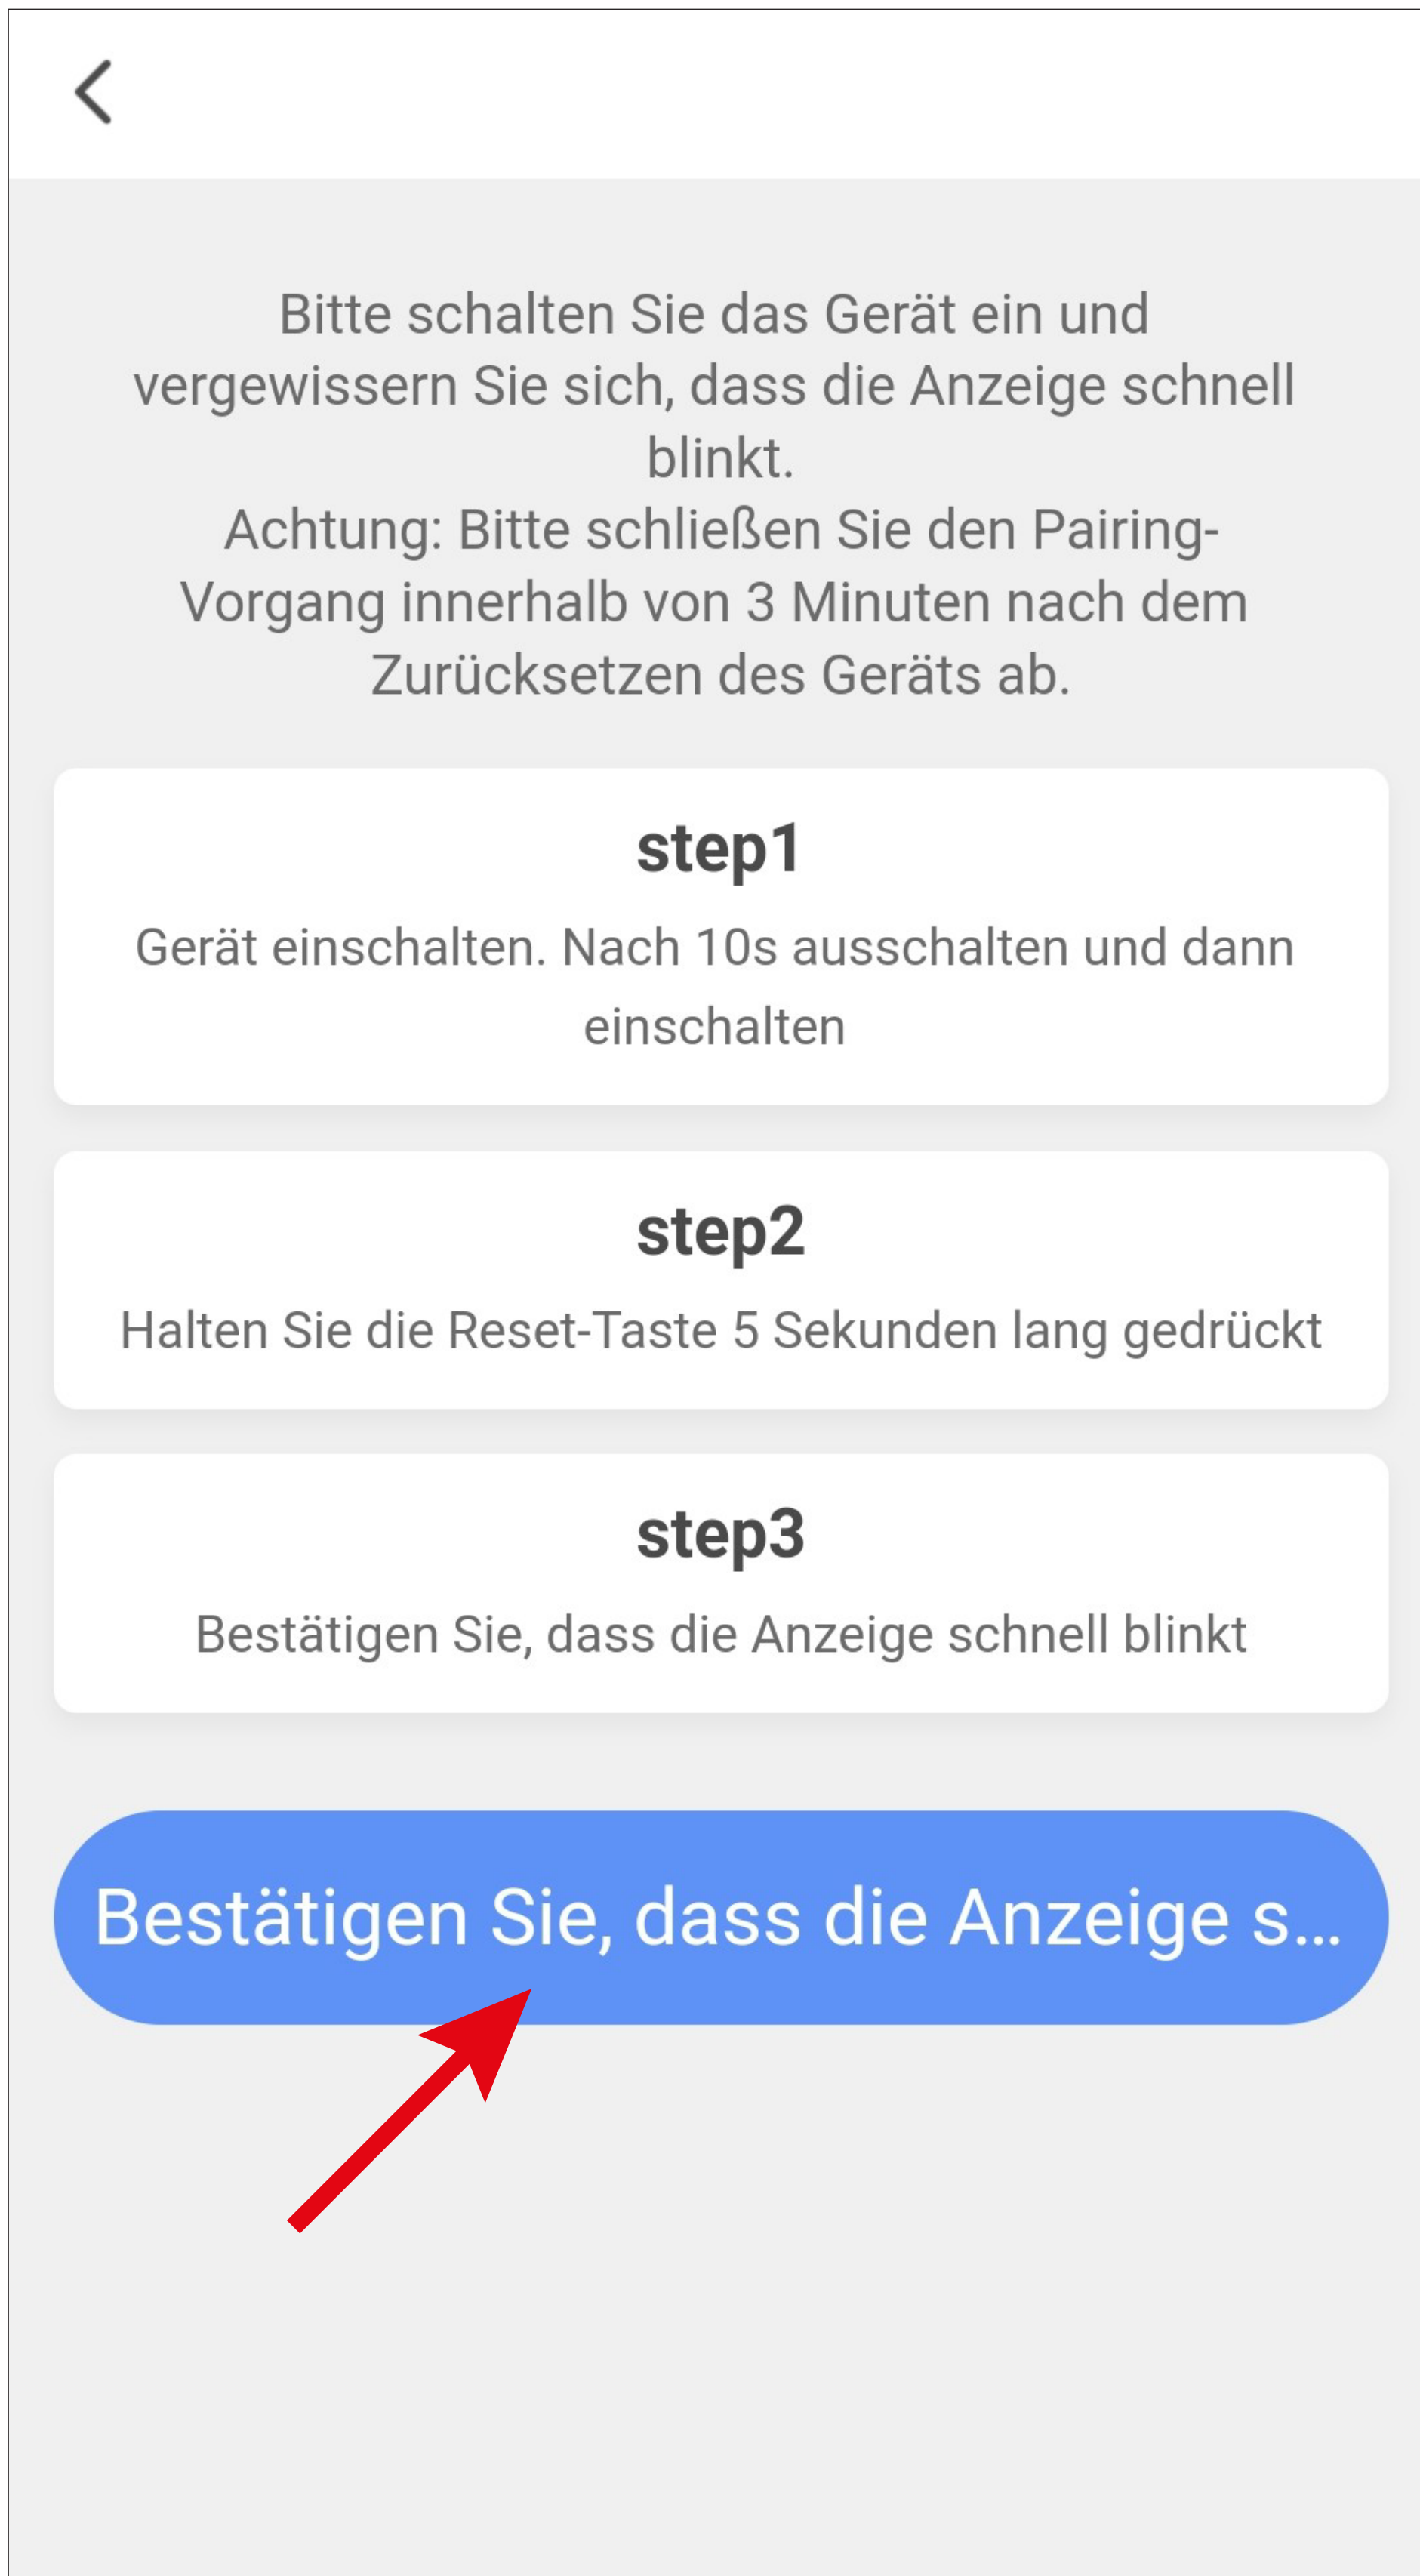 Bitte schalten Sie das Gerät ein und
vergewissern Sie sich, dass die Anzeige schnell
blinkt.
Achtung: Bitte schließen Sie den Pairing-
Vorgang innerhalb von 3 Minuten nach dem
Zurücksetzen des Geräts ab.
step1
Gerät einschalten. Nach 10s ausschalten und dann
einschalten
step2
Halten Sie die Reset-Taste 5 Sekunden lang gedrückt
step3
Bestätigen Sie, dass die Anzeige schnell blinkt
Bestätigen Sie, dass die Anzeige s...